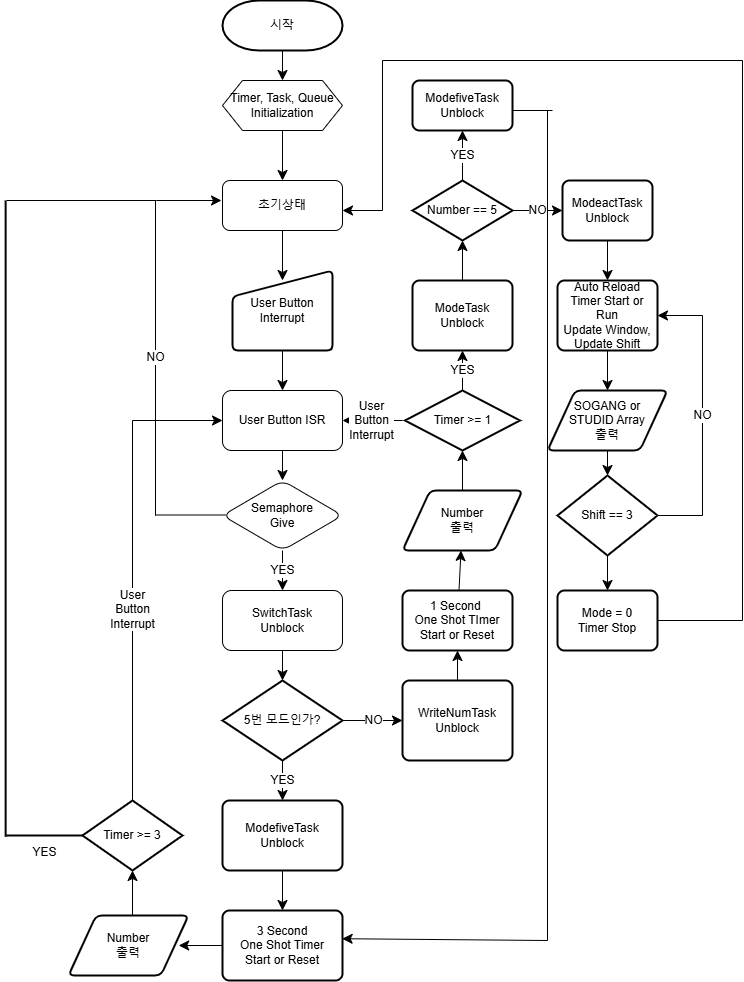 시작
Timer, Task, Queue
Initialization
초기상태
User Button
Interrupt
User Button ISR
NO
Semaphore
Give
YES
SwitchTask
Unblock
5번 모드인가?
NO
YES
ModefiveTask
Unblock
3 Second
One Shot Timer
Start or Reset
Number
출력
Timer >= 3
YES
User
Button
Interrupt
WriteNumTask
Unblock
1 Second
One Shot TImer
Start or Reset
Number
출력
Timer >= 1
User
Button
Interrupt
YES
ModeTask
Unblock
Number == 5
YES
ModefiveTask
Unblock
NO
ModeactTask
Unblock
Auto Reload
Timer Start or
Run
Update Window,
Update Shift
SOGANG or
STUDID Array
출력
Shift == 3
NO
Mode = 0
Timer Stop